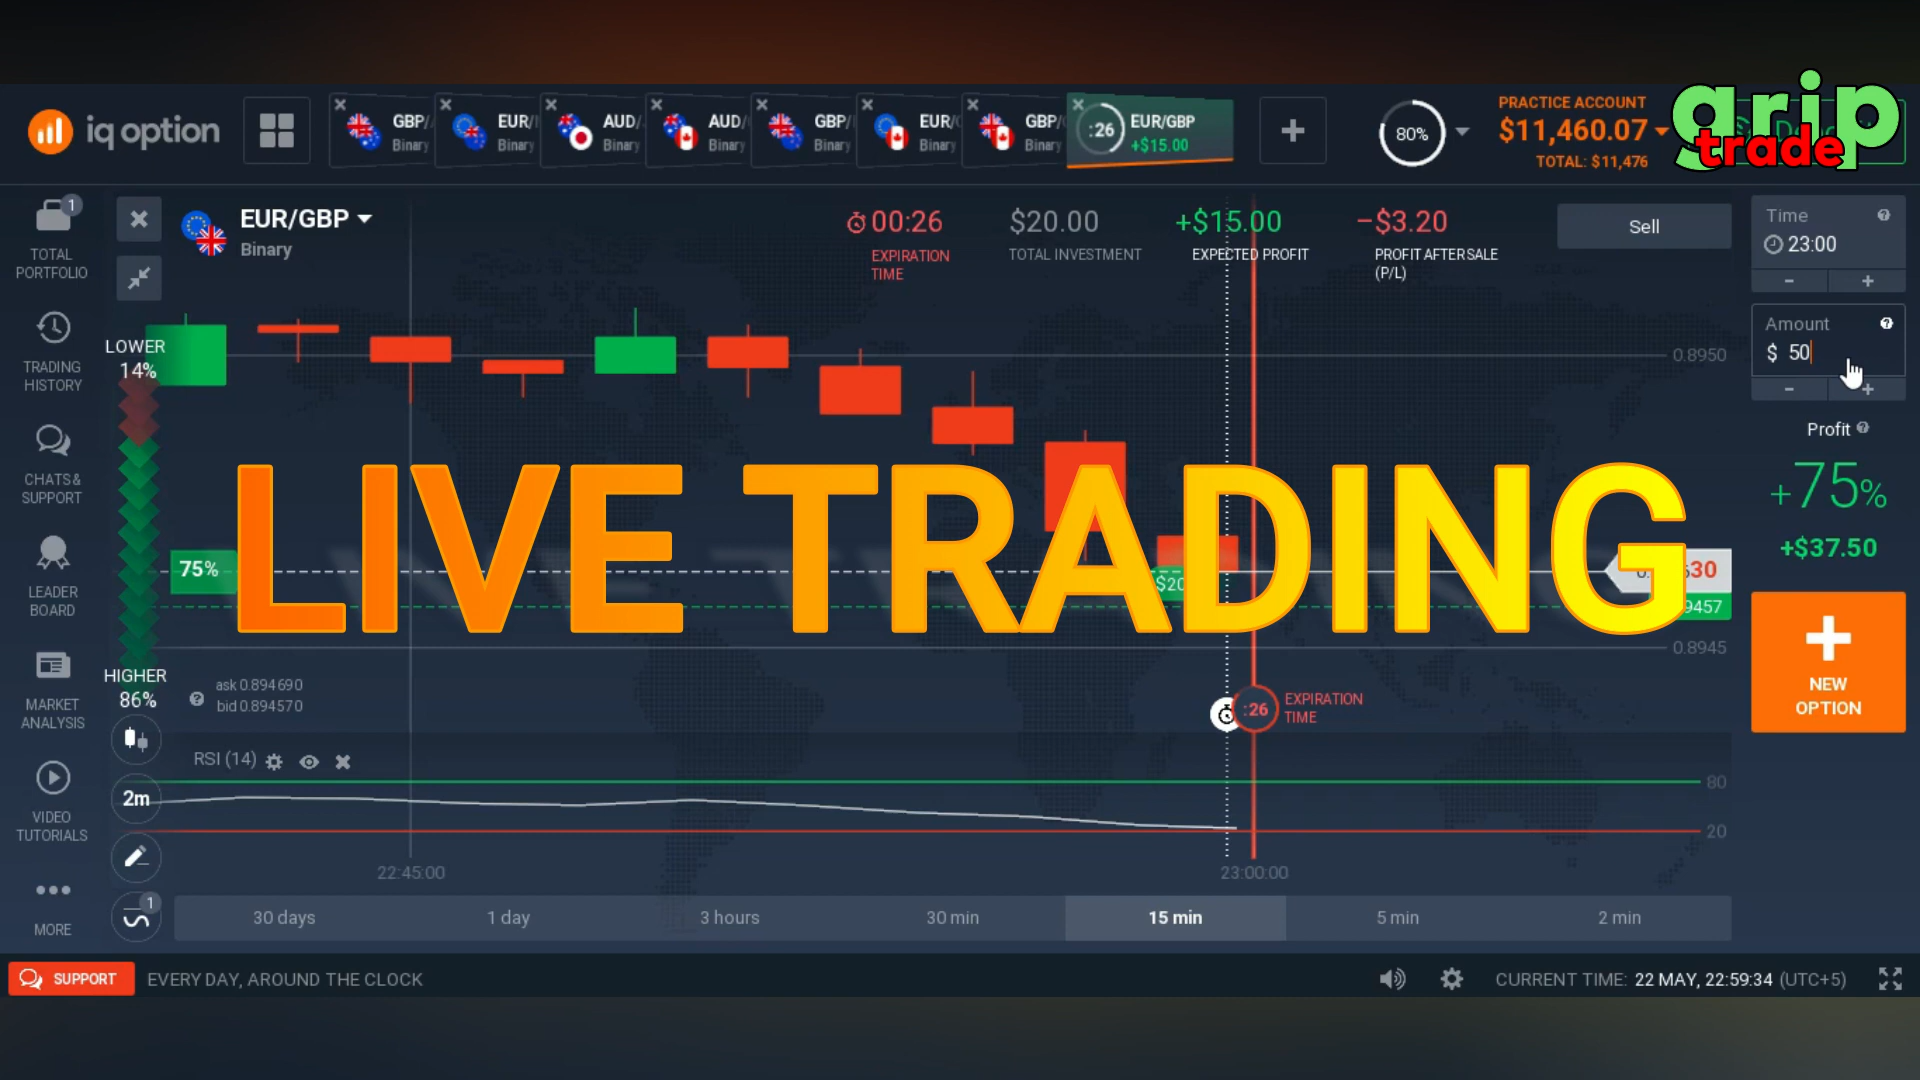 iq option
GBP/
Binary
EUR/
Binary
AUD/
Binary
AUD/
Binary
GBP/
Binary
EUR/
Binary
GBP/
Binary
:26
EUR/GBP
+$15.00
80%
PRACTICE ACCOUNT
$11,460.07
TOTAL: $11,476
grip
trade
1
TOTAL
PORTFOLIO
TRADING
HISTORY
CHATS &
SUPPORT
LEADER
BOARD
MARKET
ANALYSIS
VIDEO
TUTORIALS
MORE
EUR/GBP
Binary
00:26
EXPIRATION
TIME
$20.00
TOTAL INVESTMENT
+$15.00
EXPECTED PROFIT
-$3.20
PROFIT AFTER SALE
(P/L)
Sell
Time
23:00
Amount
$ 50
Profit
+75%
+$37.50
NEW
OPTION
LOWER
14%
75%
HIGHER
86%
0.8950
LIVE TRADING
$20
30
9457
0.8945
ask 0.894690
bid 0.894570
:26
EXPIRATION
TIME
RSI (14)
80
20
2m
22:45:00
23:00:00
1
30 days
1 day
3 hours
30 min
15 min
5 min
2 min
SUPPORT
EVERY DAY, AROUND THE CLOCK
CURRENT TIME: 22 MAY, 22:59:34 (UTC+5)